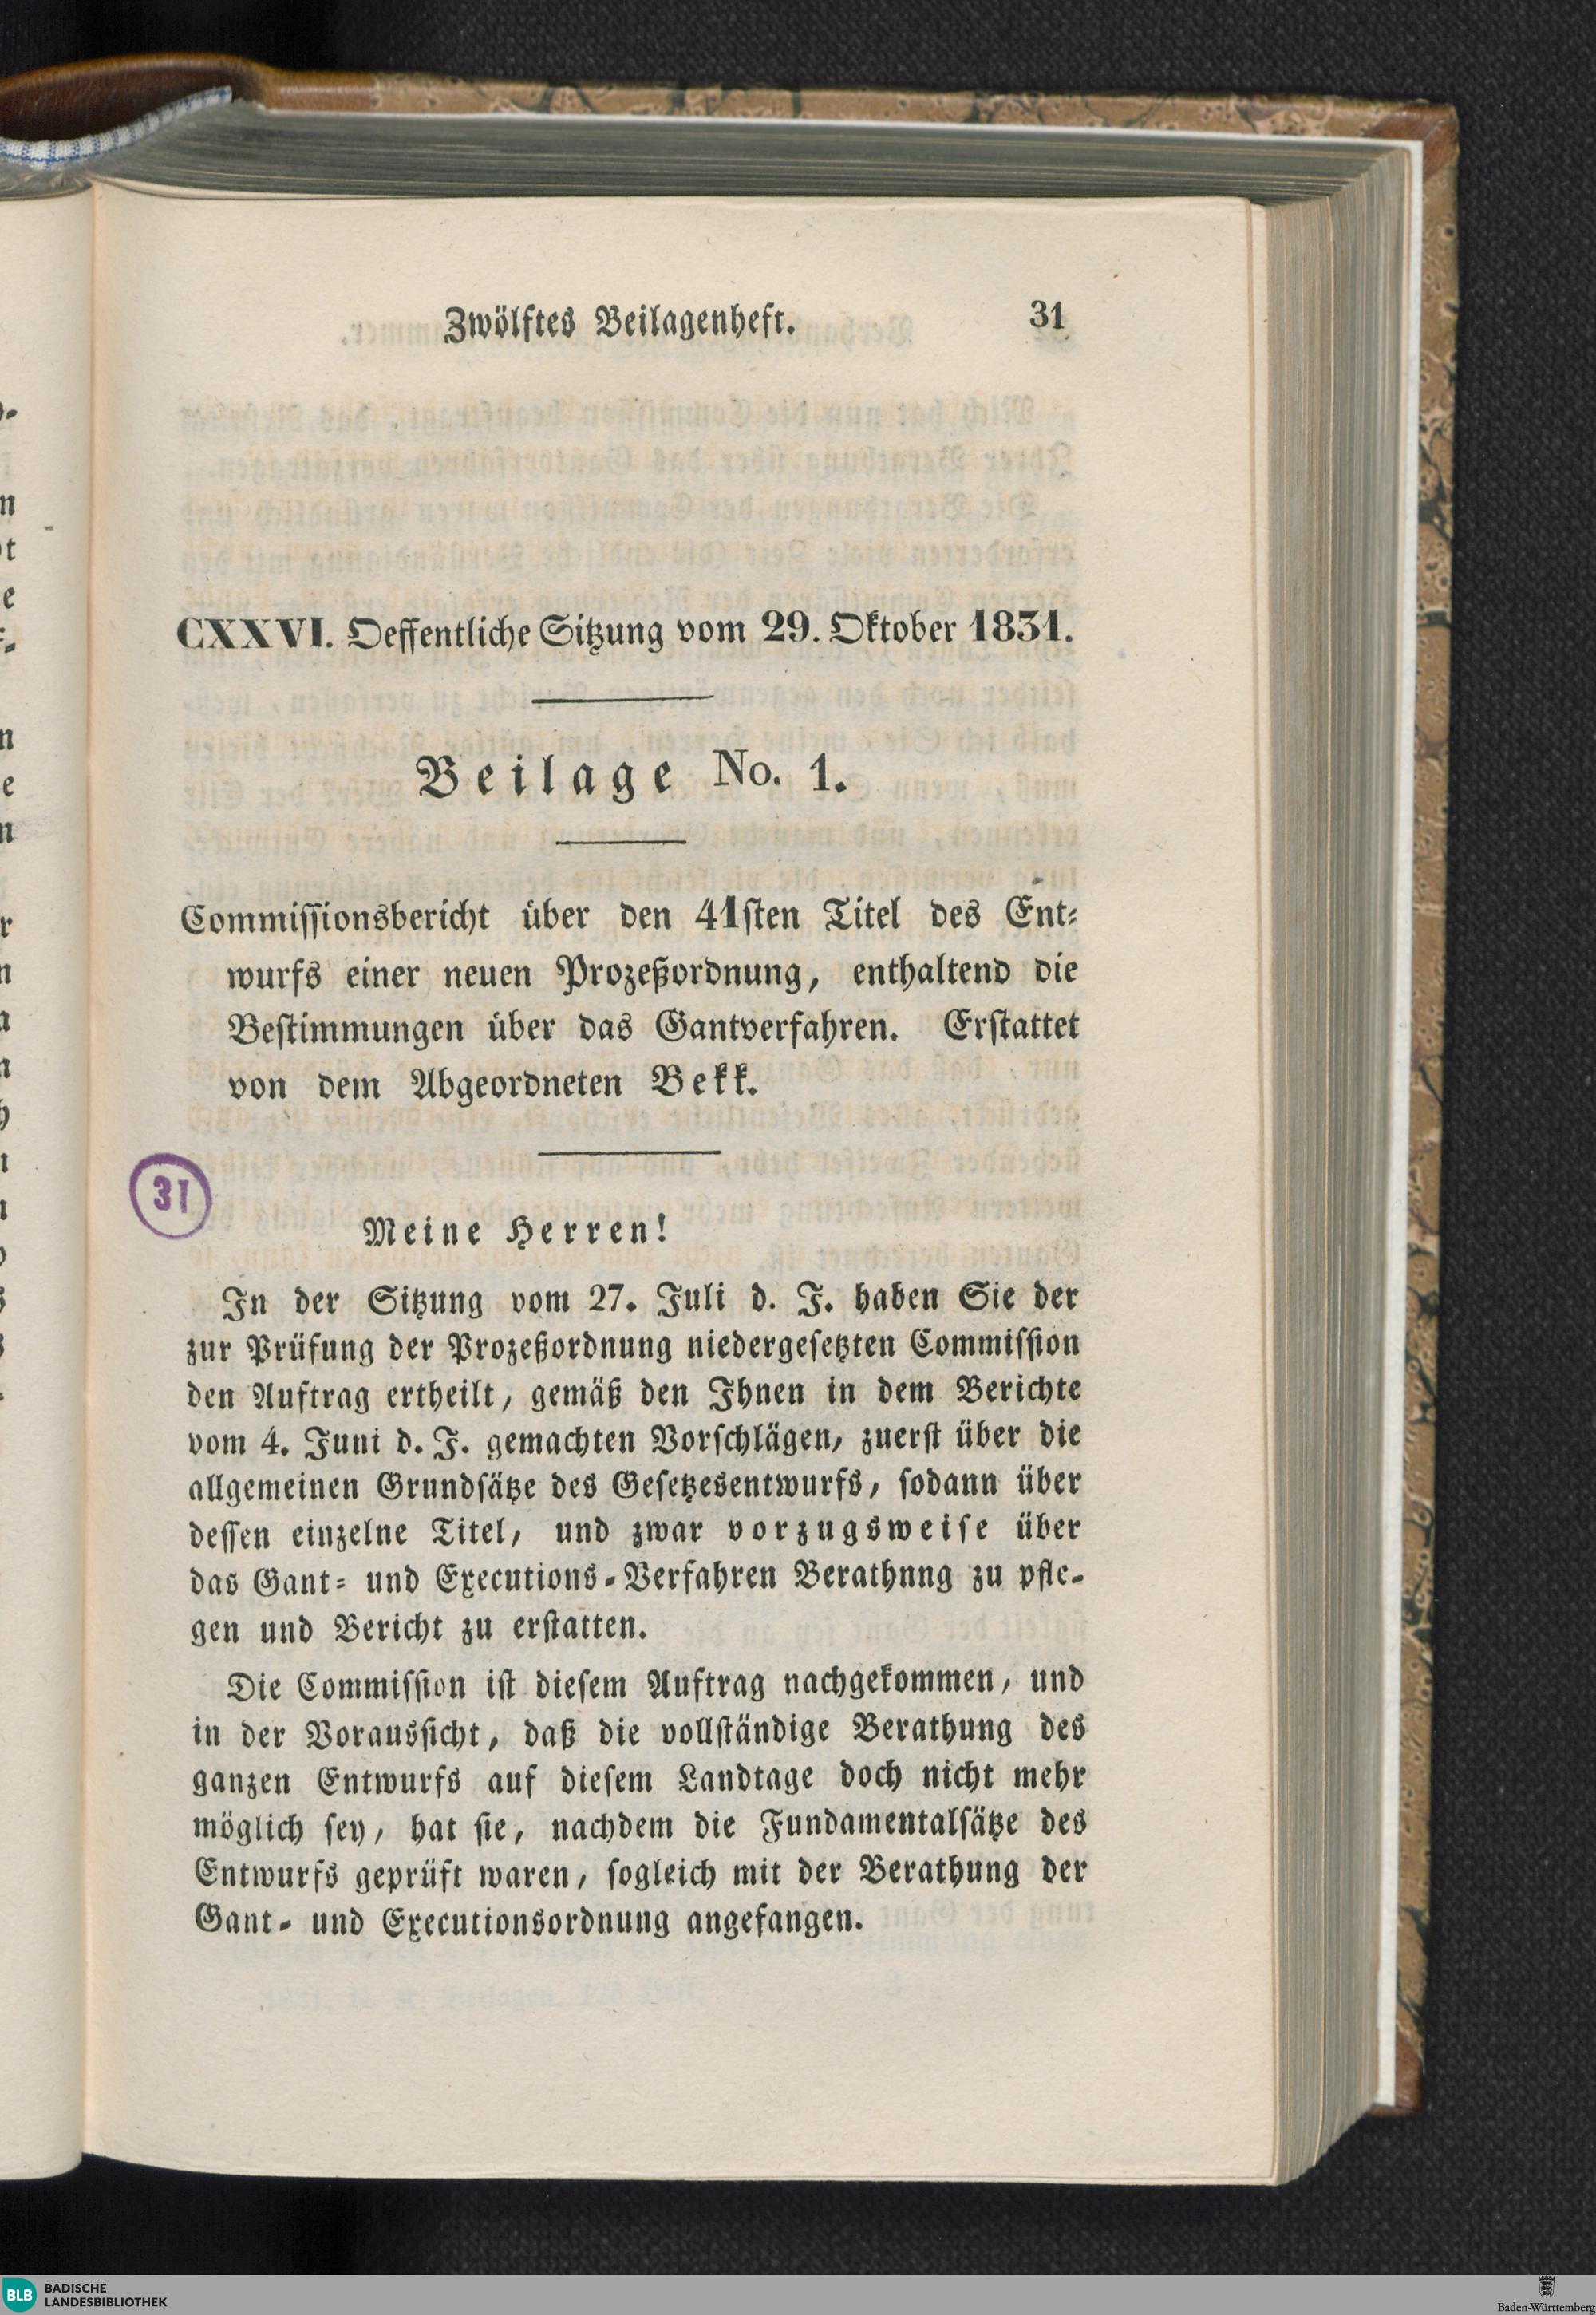 Zwölftes Beilagenheft. 31
CXXVI. Oeffentliche Sitzung vom 29. Oktober 1831.
Beilage No. 1.
Commissionsbericht über den 41sten Titel des Ent-
wurfs einer neuen Prozeßordnung, enthaltend die
Bestimmungen über das Gantverfahren. Erstattet
von dem Abgeordneten Bekk.
31
Meine Herren!
In der Sitzung vom 27. Juli d. J. haben Sie der
zur Prüfung der Prozeßordnung niedergesetzten Commission
den Auftrag ertheilt, gemäß den Ihnen in dem Berichte
vom 4. Juni d. J. gemachten Vorschlägen, zuerst über die
allgemeinen Grundsätze des Gesetzesentwurfs, sodann über
dessen einzelne Titel, und zwar vorzugsweise über
das Gant- und Executions-Verfahren Berathnng zu pfle-
gen und Bericht zu erstatten.
Die Commission ist diesem Auftrag nachgekommen, und
in der Voraussicht, daß die vollständige Berathung des
ganzen Entwurfs auf diesem Landtage doch nicht mehr
möglich sey, hat sie, nachdem die Fundamentalsätze des
Entwurfs geprüft waren, sogleich mit der Berathung der
Gant- und Executionsordnung angefangen.
BLB BADISCHE
LANDESBIBLIOTHEK
Baden-Württemberg